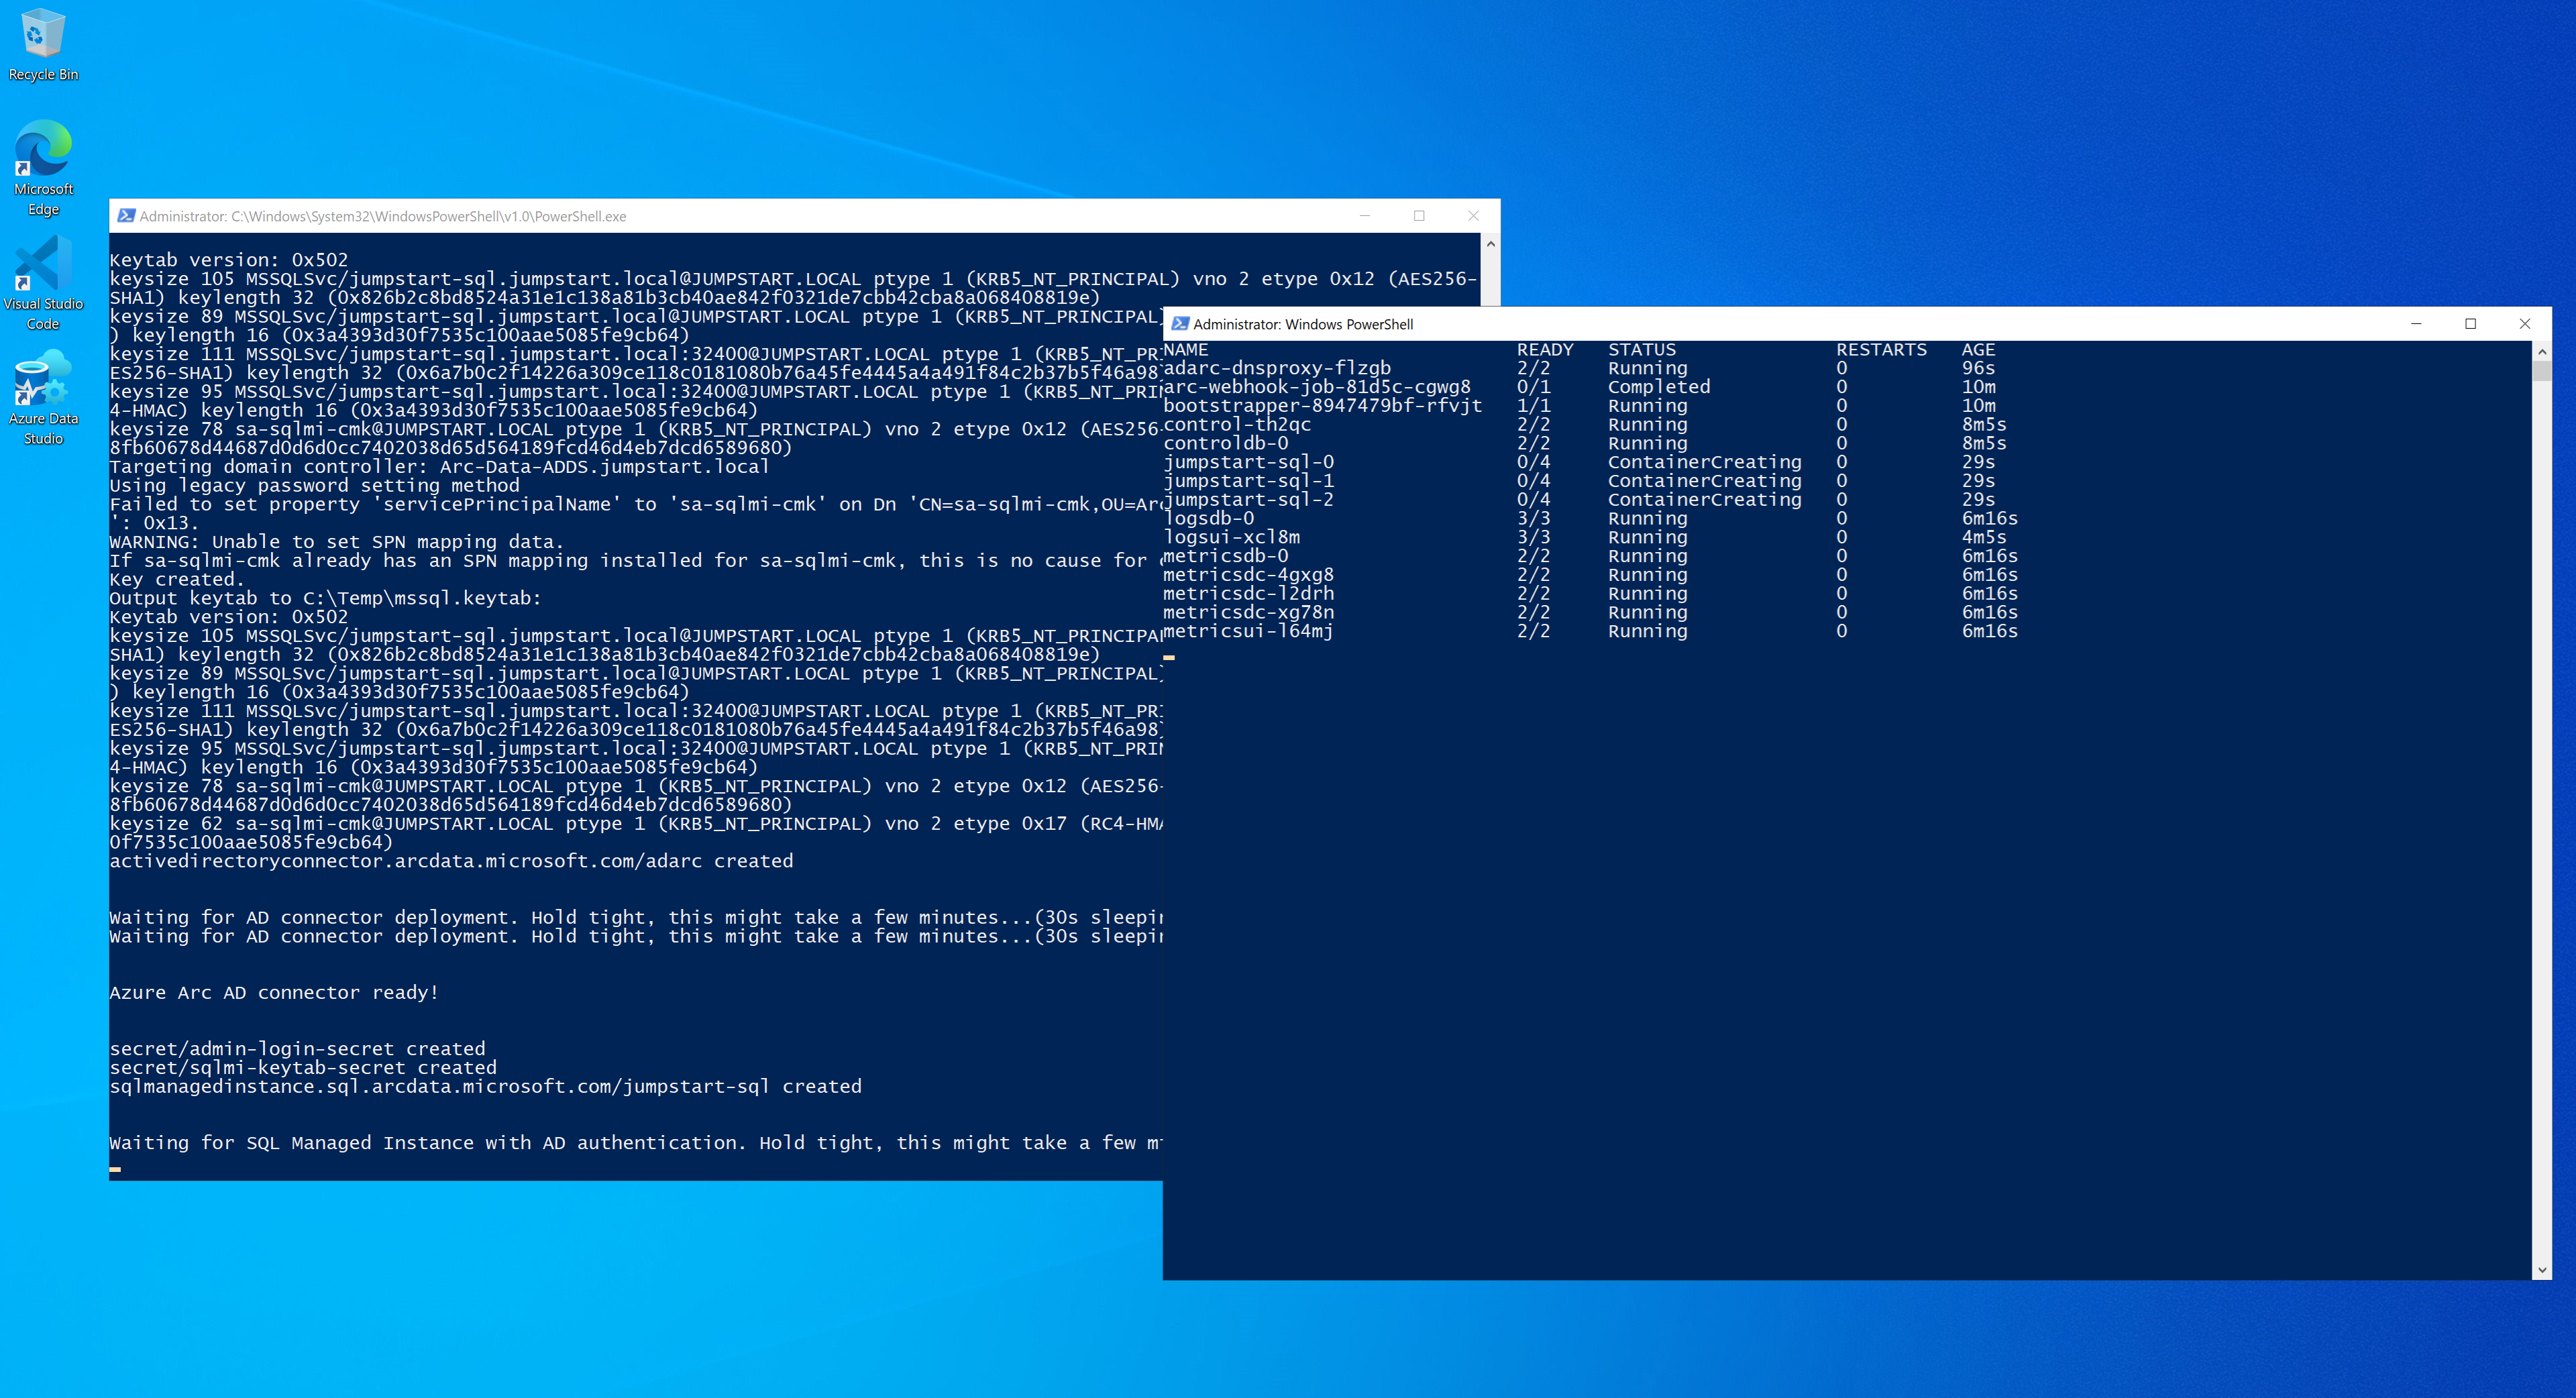 Recycle Bin
Microsoft
Edge
Visual Studio
Code
Azure Data
Studio
Administrator: C:\Windows\System32\WindowsPowerShell\v1.0\PowerShell.exe
Keytab version: 0x502
keysize 105 MSSQLSvc/jumpstart-sql.jumpstart.local@JUMPSTART.LOCAL ptype 1 (KRB5_NT_PRINCIPAL) vno 2 etype 0x12 (AES256-
SHA1) keylength 32 (0x826b2c8bd8524a31e1c138a81b3cb40ae842f0321de7cbb42cba8a068408819e)
keysize 89 MSSQLSvc/jumpstart-sql.jumpstart.local@JUMPSTART.LOCAL ptype 1 (KRB5_NT_PRINCIPAL)
) keylength 16 (0x3a4393d30f7535c100aae5085fe9cb64)
keysize 111 MSSQLSvc/jumpstart-sql.jumpstart.local:32400@JUMPSTART.LOCAL ptype 1 (KRB5_NT_PRI
ES256-SHA1) keylength 32 (0x6a7b0c2f14226a309ce118c0181080b76a45fe4445a4a491f84c2b37b5f46a98)
keysize 95 MSSQLSvc/jumpstart-sql.jumpstart.local:32400@JUMPSTART.LOCAL ptype 1 (KRB5_NT_PRIN
4-HMAC) keylength 16 (0x3a4393d30f7535c100aae5085fe9cb64)
keysize 78 sa-sqlmi-cmk@JUMPSTART.LOCAL ptype 1 (KRB5_NT_PRINCIPAL) vno 2 etype 0x12 (AES256-
8fb60678d44687d0d6d0cc7402038d65d564189fcd46d4eb7dcd6589680)
Targeting domain controller: Arc-Data-ADDS.jumpstart.local
Using legacy password setting method
Failed to set property 'servicePrincipalName' to 'sa-sqlmi-cmk' on Dn 'CN=sa-sqlmi-cmk,OU=Arc
': 0x13.
WARNING: Unable to set SPN mapping data.
If sa-sqlmi-cmk already has an SPN mapping installed for sa-sqlmi-cmk, this is no cause for c
Key created.
Output keytab to C:\Temp\mssql.keytab:
Keytab version: 0x502
keysize 105 MSSQLSvc/jumpstart-sql.jumpstart.local@JUMPSTART.LOCAL ptype 1 (KRB5_NT_PRINCIPAL
SHA1) keylength 32 (0x826b2c8bd8524a31e1c138a81b3cb40ae842f0321de7cbb42cba8a068408819e)
keysize 89 MSSQLSvc/jumpstart-sql.jumpstart.local@JUMPSTART.LOCAL ptype 1 (KRB5_NT_PRINCIPAL)
) keylength 16 (0x3a4393d30f7535c100aae5085fe9cb64)
keysize 111 MSSQLSvc/jumpstart-sql.jumpstart.local:32400@JUMPSTART.LOCAL ptype 1 (KRB5_NT_PRI
ES256-SHA1) keylength 32 (0x6a7b0c2f14226a309ce118c0181080b76a45fe4445a4a491f84c2b37b5f46a98)
keysize 95 MSSQLSvc/jumpstart-sql.jumpstart.local:32400@JUMPSTART.LOCAL ptype 1 (KRB5_NT_PRIN
4-HMAC) keylength 16 (0x3a4393d30f7535c100aae5085fe9cb64)
keysize 78 sa-sqlmi-cmk@JUMPSTART.LOCAL ptype 1 (KRB5_NT_PRINCIPAL) vno 2 etype 0x12 (AES256-
8fb60678d44687d0d6d0cc7402038d65d564189fcd46d4eb7dcd6589680)
keysize 62 sa-sqlmi-cmk@JUMPSTART.LOCAL ptype 1 (KRB5_NT_PRINCIPAL) vno 2 etype 0x17 (RC4-HMA
0f7535c100aae5085fe9cb64)
activedirectoryconnector.arcdata.microsoft.com/adarc created
Waiting for AD connector deployment. Hold tight, this might take a few minutes...(30s sleepin
Waiting for AD connector deployment. Hold tight, this might take a few minutes...(30s sleepin
Azure Arc AD connector ready!
secret/admin-login-secret created
secret/sqlmi-keytab-secret created
sqlmanagedinstance.sql.arcdata.microsoft.com/jumpstart-sql created
Waiting for SQL Managed Instance with AD authentication. Hold tight, this might take a few mi
Administrator: Windows PowerShell
NAME READY STATUS RESTARTS AGE
adarc-dnsproxy-flzgb 2/2 Running 0 96s
arc-webhook-job-81d5c-cgwg8 0/1 Completed 0 10m
bootstrapper-8947479bf-rfvjt 1/1 Running 0 10m
control-th2qc 2/2 Running 0 8m5s
controldb-0 2/2 Running 0 8m5s
jumpstart-sql-0 0/4 ContainerCreating 0 29s
jumpstart-sql-1 0/4 ContainerCreating 0 29s
jumpstart-sql-2 0/4 ContainerCreating 0 29s
logsdb-0 3/3 Running 0 6m16s
logsui-xcl8m 3/3 Running 0 4m5s
metricsdb-0 2/2 Running 0 6m16s
metricsdc-4gxg8 2/2 Running 0 6m16s
metricsdc-l2drh 2/2 Running 0 6m16s
metricsdc-xg78n 2/2 Running 0 6m16s
metricsui-l64mj 2/2 Running 0 6m16s